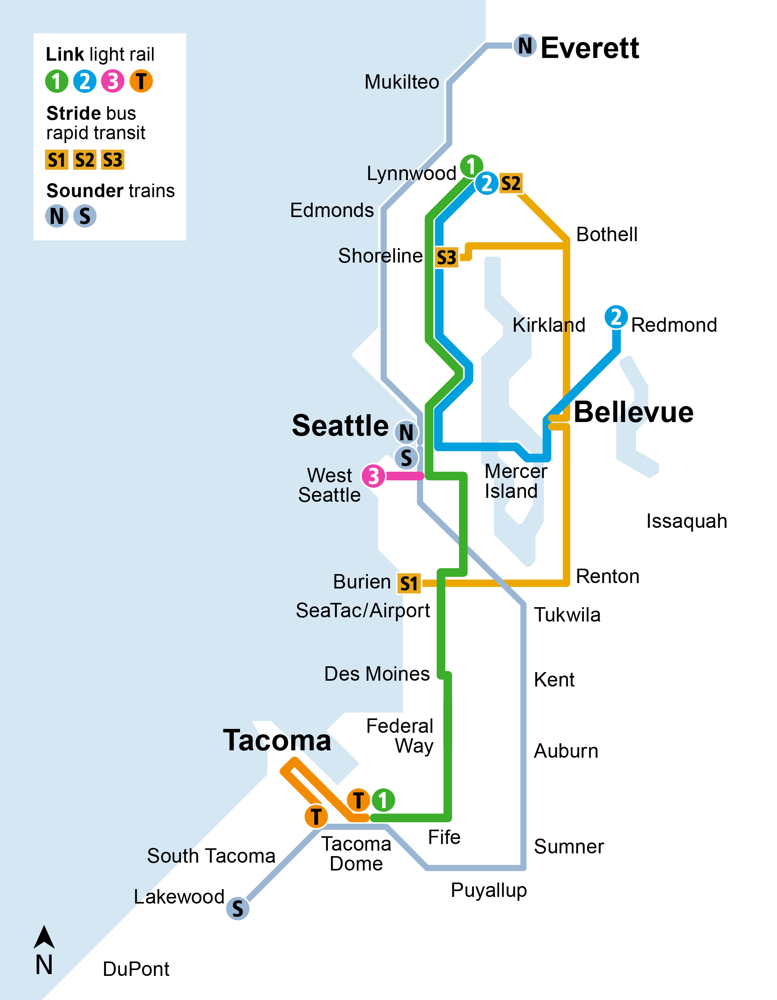 Link light rail
1 2 3 T
Stride bus
rapid transit
S1 S2 S3
Sounder trains
N S
N Everett
Mukilteo
Lynnwood 1
2 S2
Edmonds
Bothell
Shoreline S3
Kirkland 2 Redmond
Bellevue
Seattle N
S
West
Seattle
3
Mercer
Island
Issaquah
Burien S1
Renton
SeaTac/Airport
Tukwila
Des Moines
Kent
Federal
Way
Tacoma
Auburn
T 1
T
Fife
Tacoma
Dome
Sumner
South Tacoma
Puyallup
Lakewood
S
N
DuPont